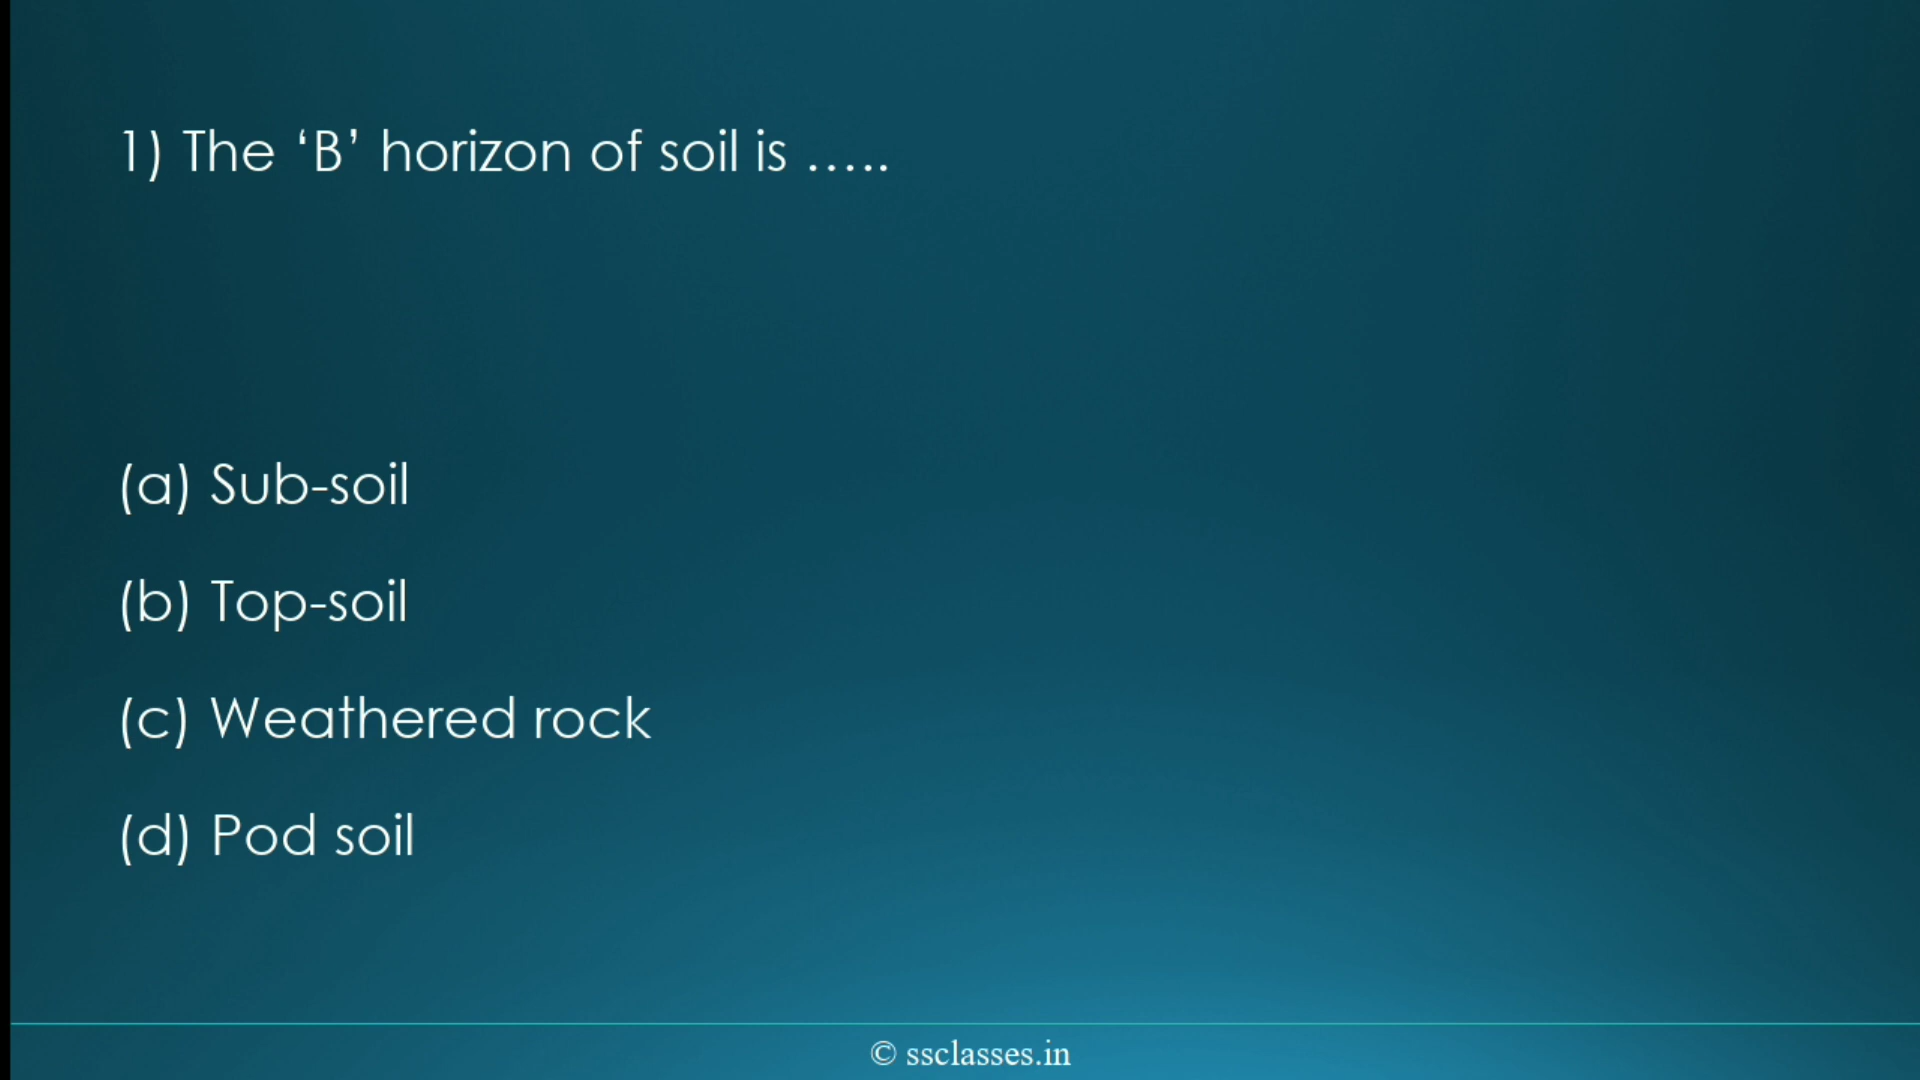 1) The ‘B’ horizon of soil is …..
(a) Sub-soil
(b) Top-soil
(c) Weathered rock
(d) Pod soil
© ssclasses.in